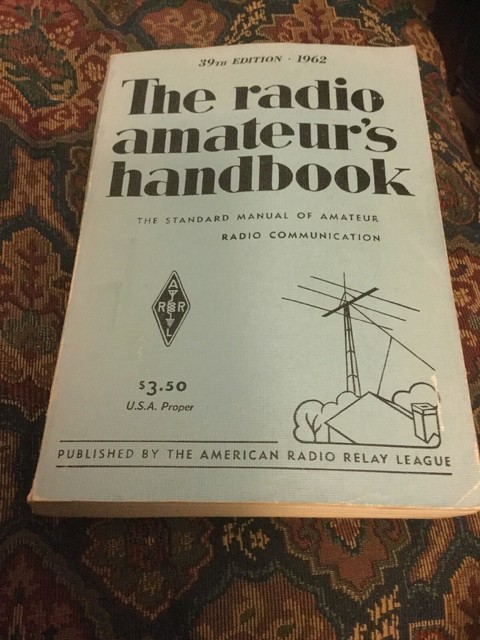 39TH EDITION · 1962
The radio
amateur's
handbook
THE STANDARD MANUAL OF AMATEUR
RADIO COMMUNICATION
A
R R
L
$3.50
U.S.A. Proper
PUBLISHED BY THE AMERICAN RADIO RELAY LEAGUE